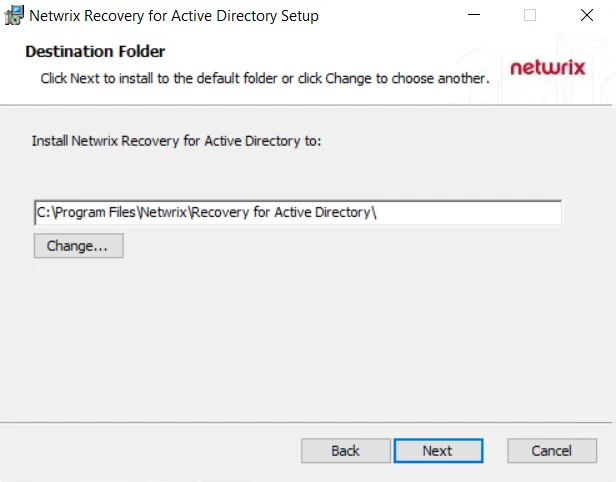 Netwrix Recovery for Active Directory Setup
Destination Folder
Click Next to install to the default folder or click Change to choose another.
netwrix
Install Netwrix Recovery for Active Directory to:
C:\Program Files\Netwrix\Recovery for Active Directory\
Change...
Back Next Cancel